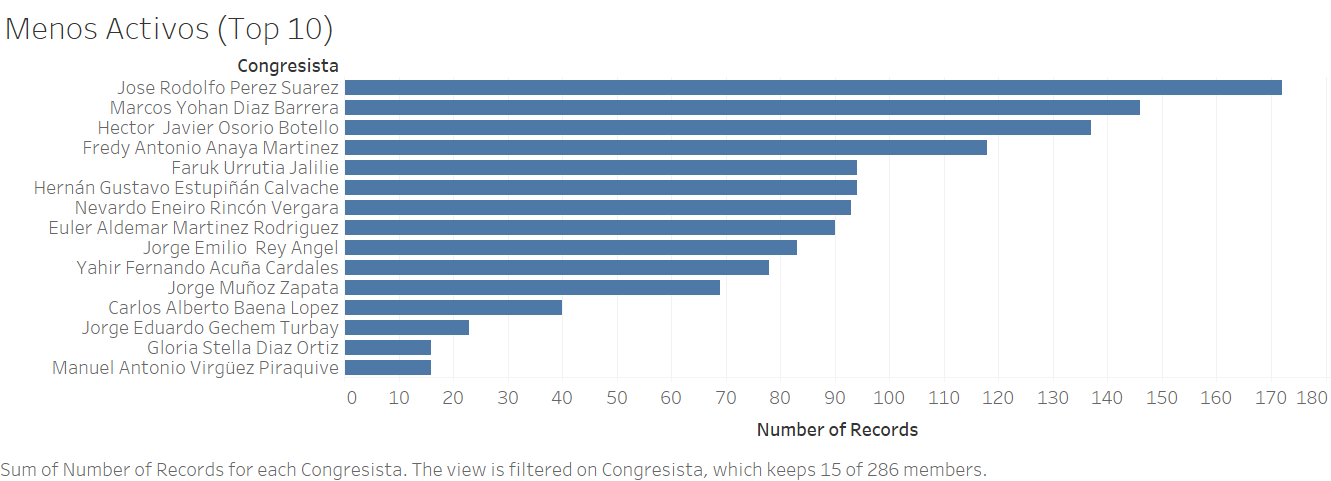 Menos Activos (Top 10)
Congresista
Jose Rodolfo Perez Suarez
Marcos Yohan Diaz Barrera
Hector  Javier Osorio Botello
Fredy Antonio Anaya Martinez
Faruk Urrutia Jalilie
Hernán Gustavo Estupiñán Calvache
Nevardo Eneiro Rincón Vergara
Euler Aldemar Martinez Rodriguez
Jorge Emilio  Rey Angel
Yahir Fernando Acuña Cardales
Jorge Muñoz Zapata
Carlos Alberto Baena Lopez
Jorge Eduardo Gechem Turbay
Gloria Stella Diaz Ortiz
Manuel Antonio Virgüez Piraquive
0 10 20 30 40 50 60 70 80 90 100 110 120 130 140 150 160 170 180
Number of Records
Sum of Number of Records for each Congresista. The view is filtered on Congresista, which keeps 15 of 286 members.